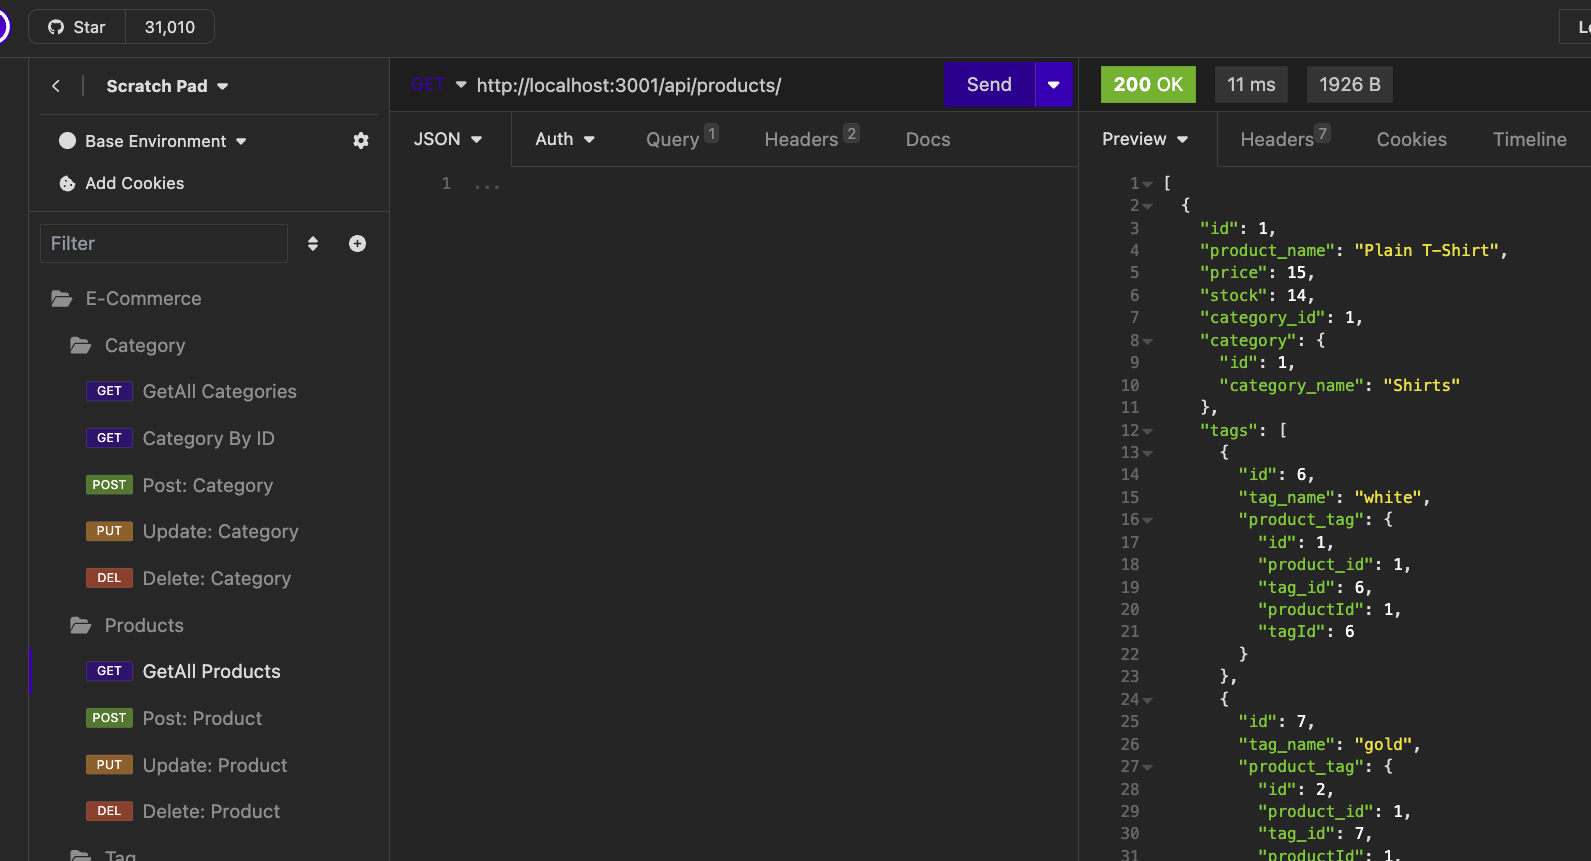 Star 31,010
Scratch Pad
Base Environment
Add Cookies
Filter
E-Commerce
Category
GET GetAll Categories
GET Category By ID
POST Post: Category
PUT Update: Category
DEL Delete: Category
Products
GET GetAll Products
POST Post: Product
PUT Update: Product
DEL Delete: Product
Tag
GET http://localhost:3001/api/products/ Send
JSON Auth Query 1 Headers 2 Docs
1 ...
200 OK 11 ms 1926 B
Preview Headers 7 Cookies Timeline
1 [
2 {
3 "id": 1,
4 "product_name": "Plain T-Shirt",
5 "price": 15,
6 "stock": 14,
7 "category_id": 1,
8 "category": {
9 "id": 1,
10 "category_name": "Shirts"
11 },
12 "tags": [
13 {
14 "id": 6,
15 "tag_name": "white",
16 "product_tag": {
17 "id": 1,
18 "product_id": 1,
19 "tag_id": 6,
20 "productId": 1,
21 "tagId": 6
22 }
23 },
24 {
25 "id": 7,
26 "tag_name": "gold",
27 "product_tag": {
28 "id": 2,
29 "product_id": 1,
30 "tag_id": 7,
31 "productId": 1,